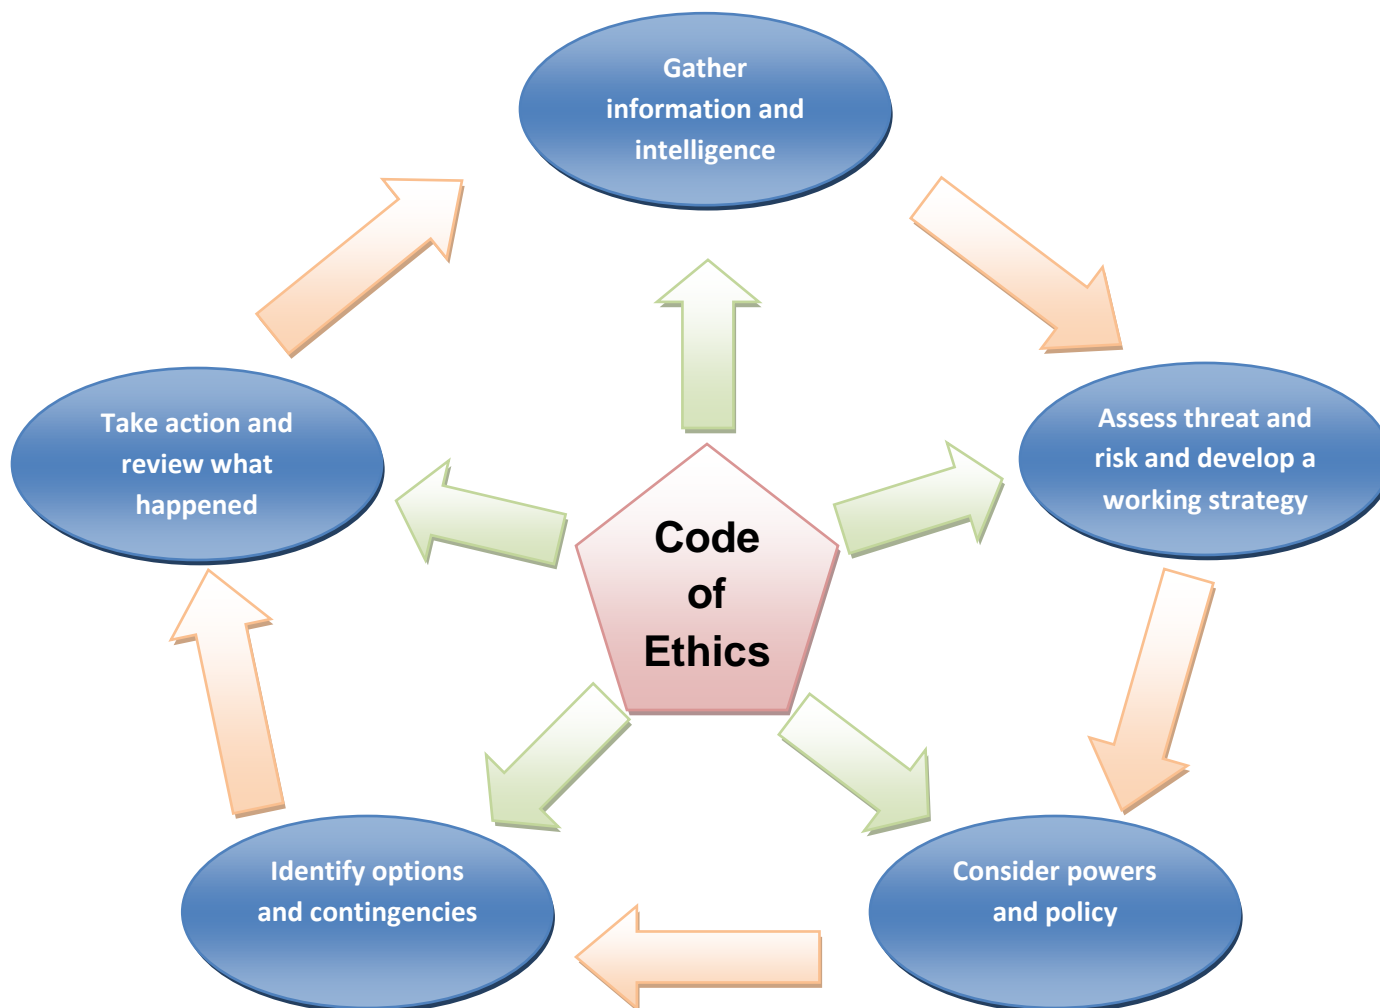 Gather
information and
intelligence
Assess threat and
risk and develop a
working strategy
Consider powers
and policy
Identify options
and contingencies
Take action and
review what
happened
Code
of
Ethics